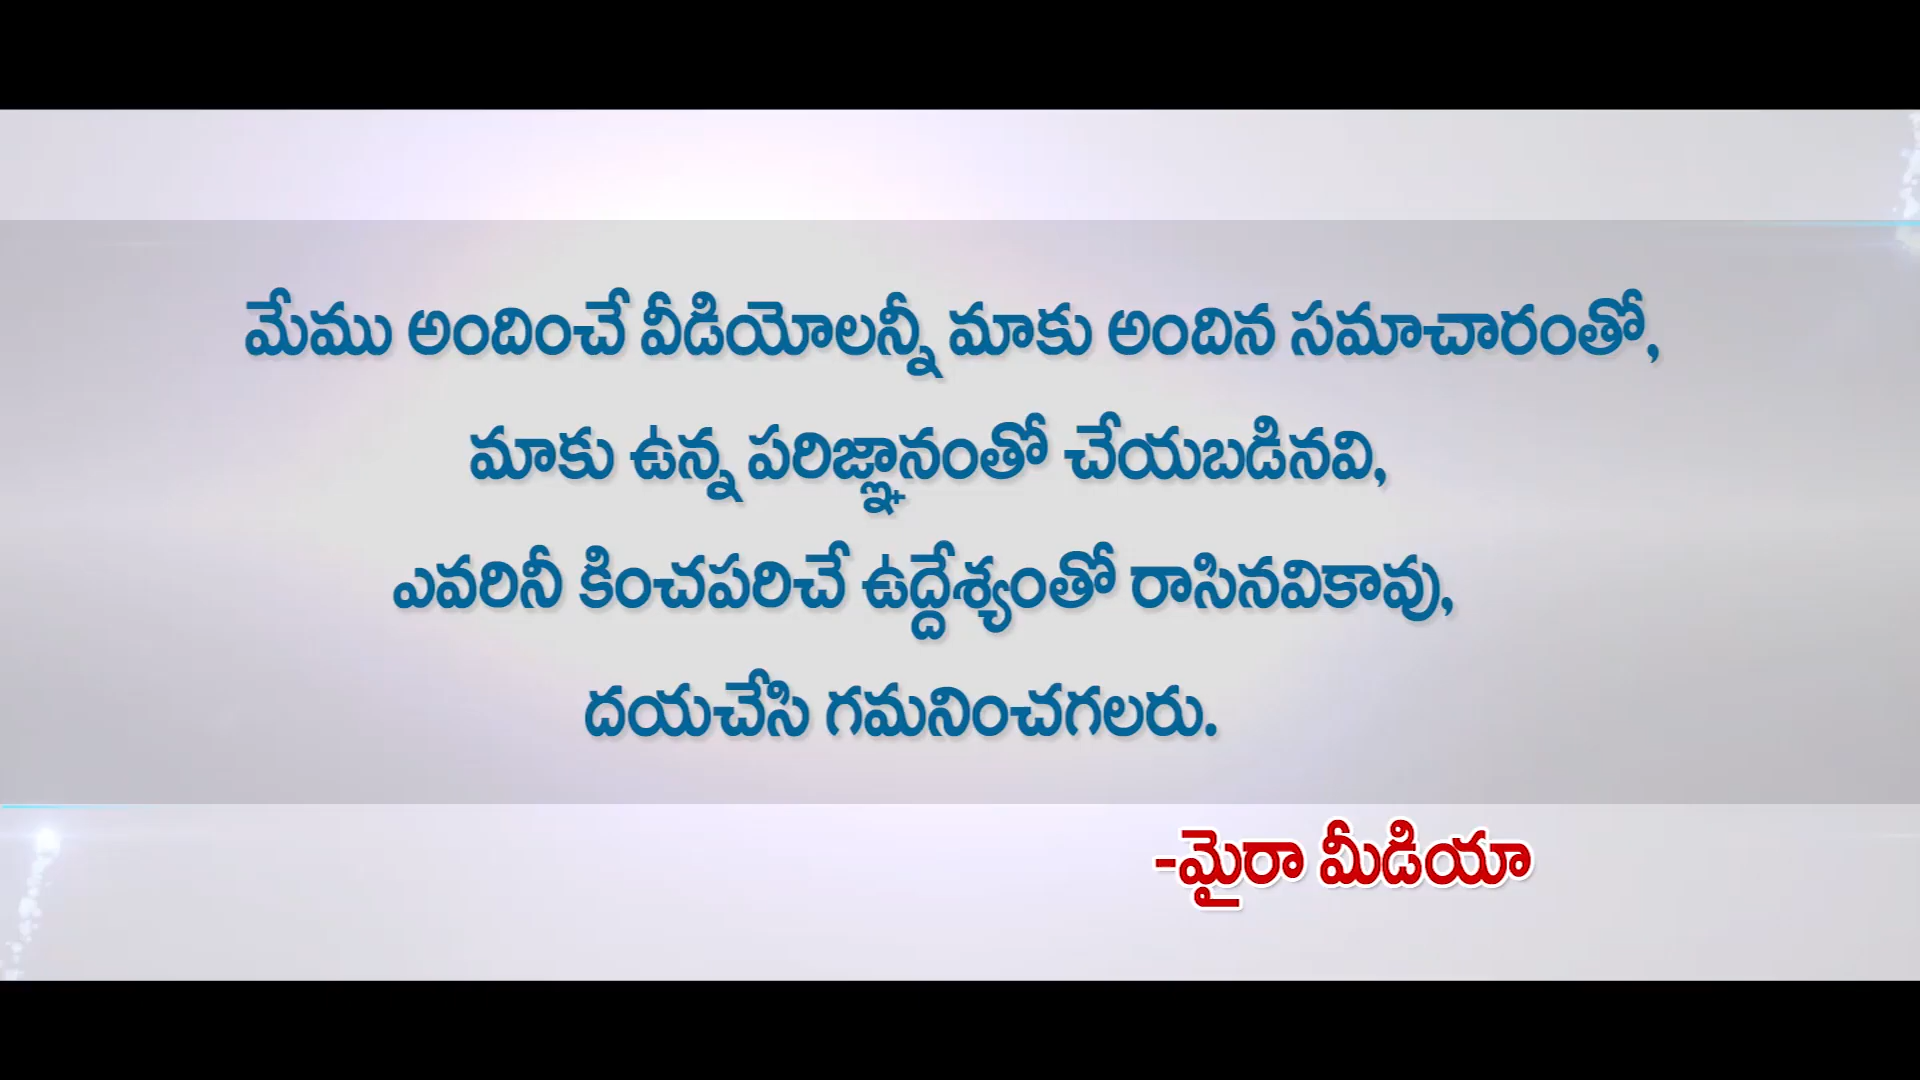 మేము అందించే వీడియోలన్నీ మాకు అందిన సమాచారంతో,
మాకు ఉన్న పరిజ్ఞానంతో చేయబడినవి,
ఎవరినీ కించపరిచే ఉద్దేశ్యంతో రాసినవికావు,
దయచేసి గమనించగలరు.
-మైరా మీడియా